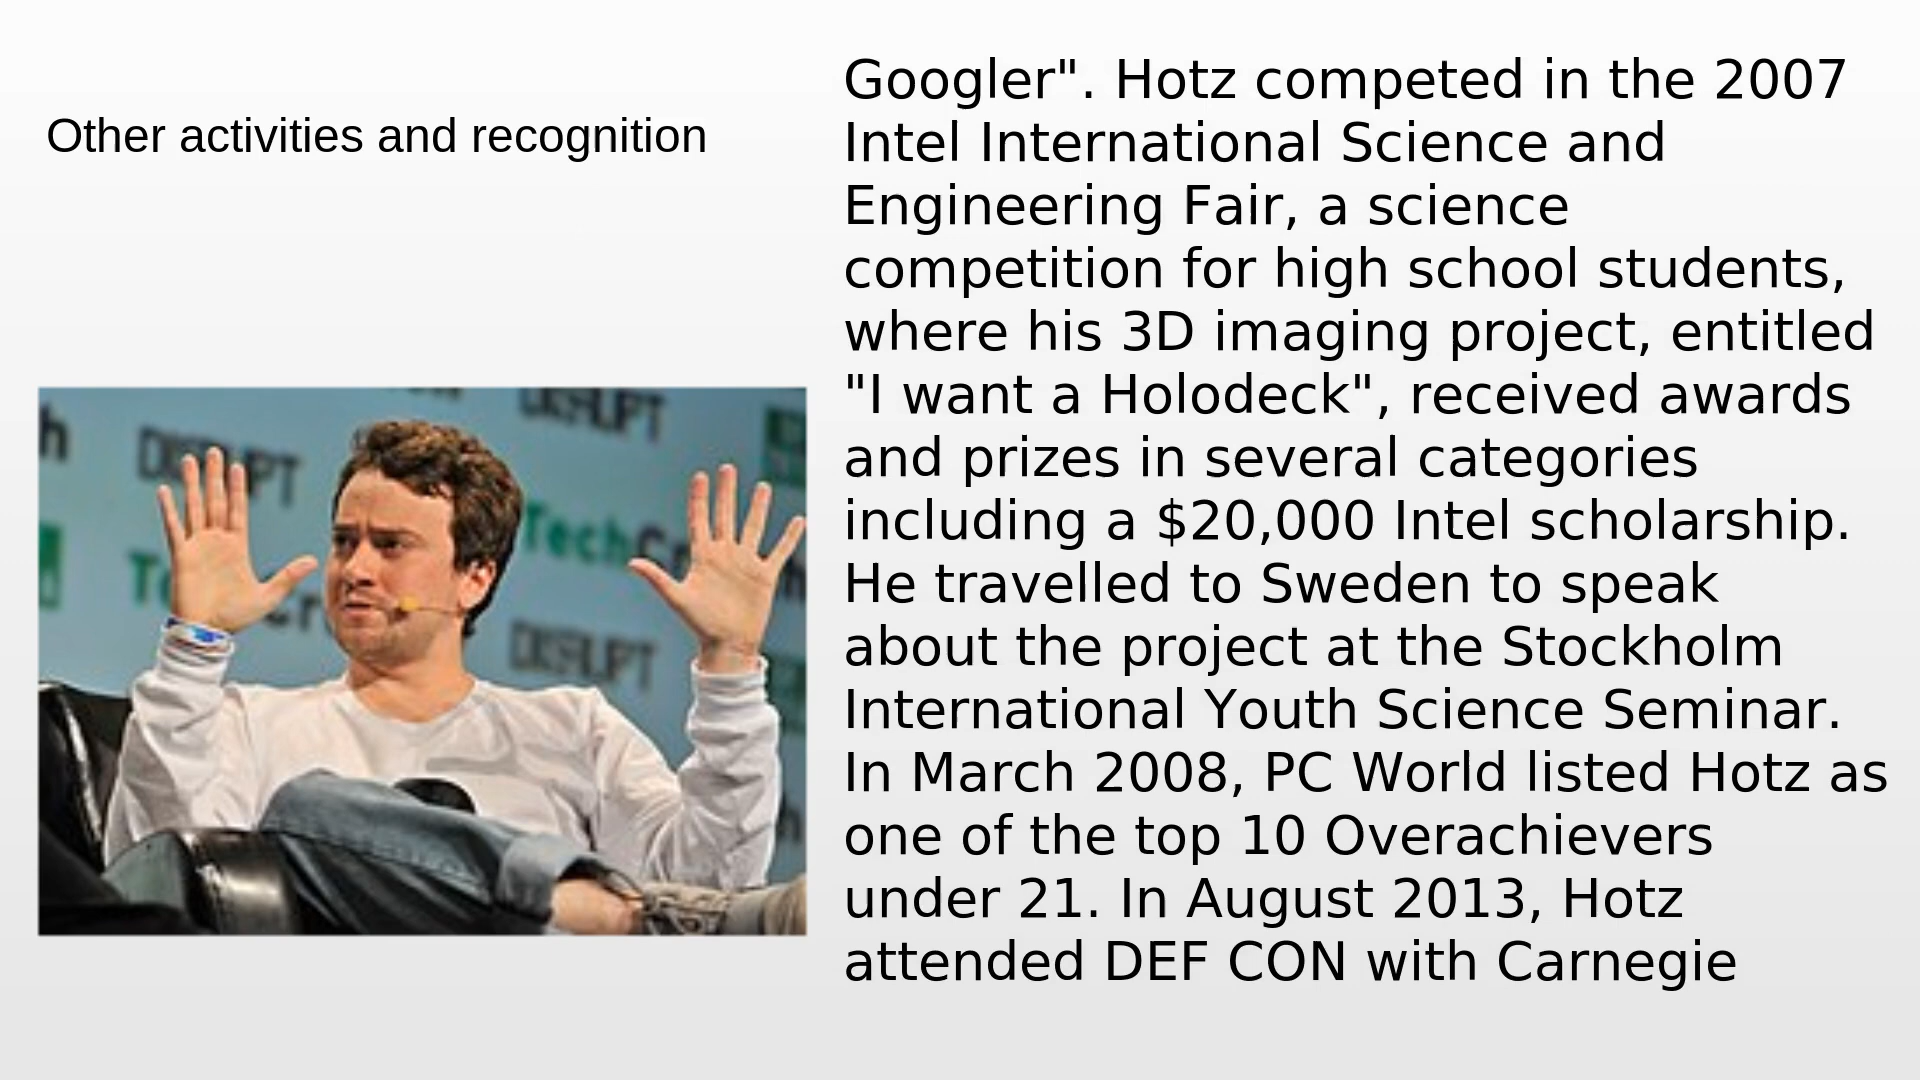 Other activities and recognition
Googler". Hotz competed in the 2007
Intel International Science and
Engineering Fair, a science
competition for high school students,
where his 3D imaging project, entitled
"I want a Holodeck", received awards
and prizes in several categories
including a $20,000 Intel scholarship.
He travelled to Sweden to speak
about the project at the Stockholm
International Youth Science Seminar.
In March 2008, PC World listed Hotz as
one of the top 10 Overachievers
under 21. In August 2013, Hotz
attended DEF CON with Carnegie
DISRUPT
DISRUPT
TechCr
DISRUPT